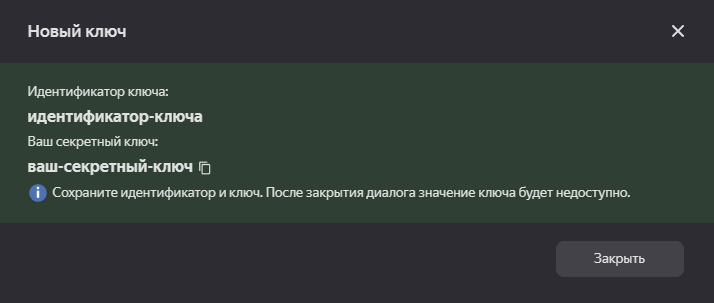 Новый ключ
Идентификатор ключа:
идентификатор-ключа
Ваш секретный ключ:
ваш-секретный-ключ
Сохраните идентификатор и ключ. После закрытия диалога значение ключа будет недоступно.
Закрыть